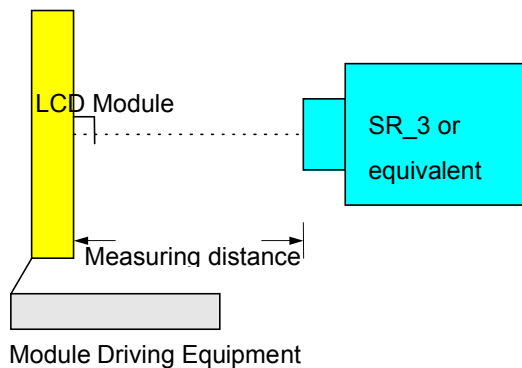 LCD Module
SR_3 or
equivalent
Measuring distance
Module Driving Equipment